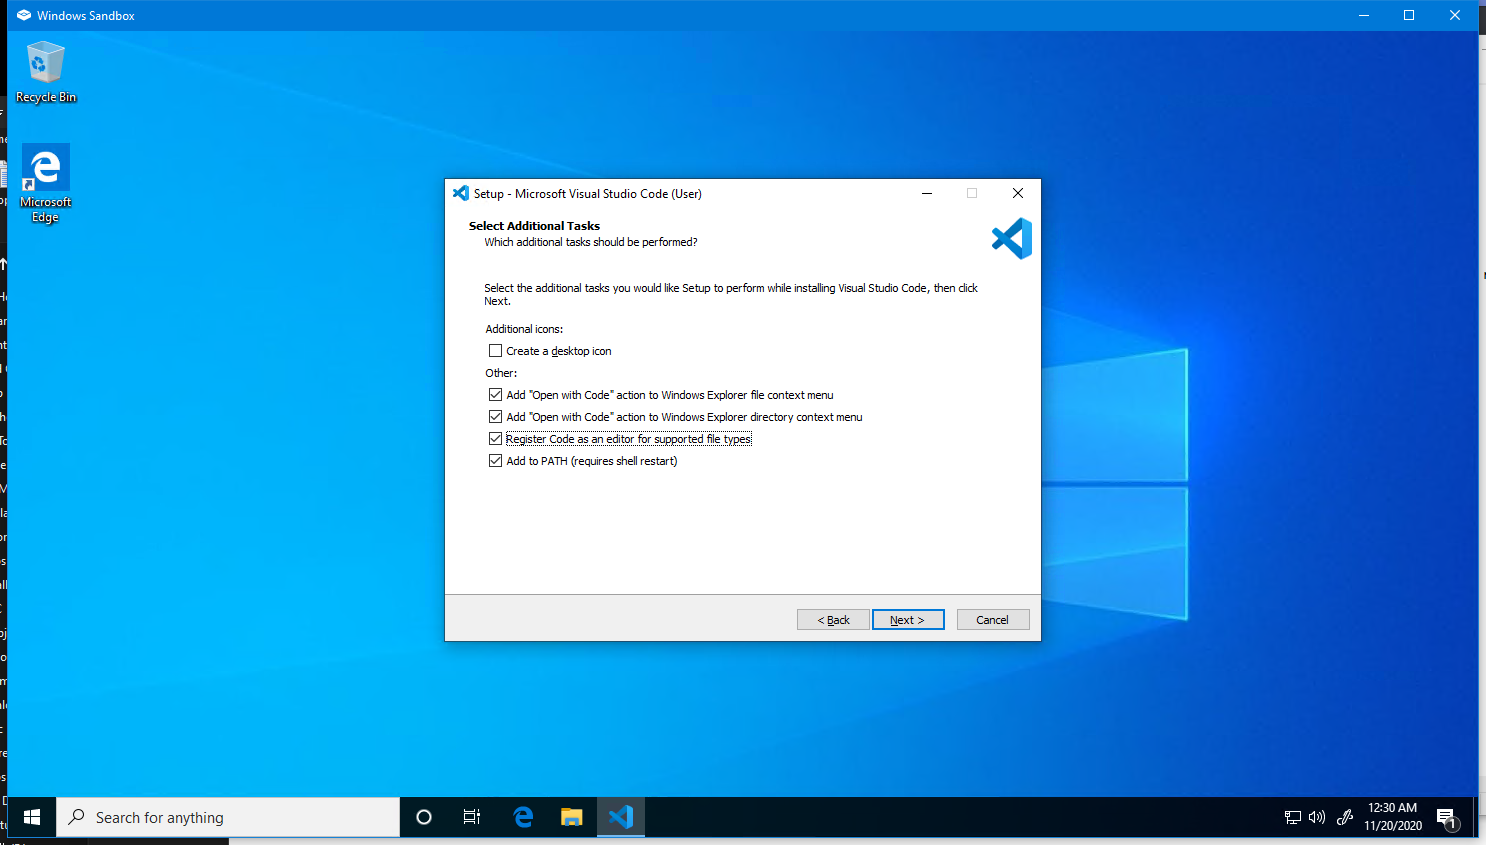 Windows Sandbox
Recycle Bin
Microsoft
Edge
Setup - Microsoft Visual Studio Code (User)
Select Additional Tasks
Which additional tasks should be performed?
Select the additional tasks you would like Setup to perform while installing Visual Studio Code, then click
Next.
Additional icons:
Create a desktop icon
Other:
Add "Open with Code" action to Windows Explorer file context menu
Add "Open with Code" action to Windows Explorer directory context menu
Register Code as an editor for supported file types
Add to PATH (requires shell restart)
< Back
Next >
Cancel
Search for anything
12:30 AM
11/20/2020
1